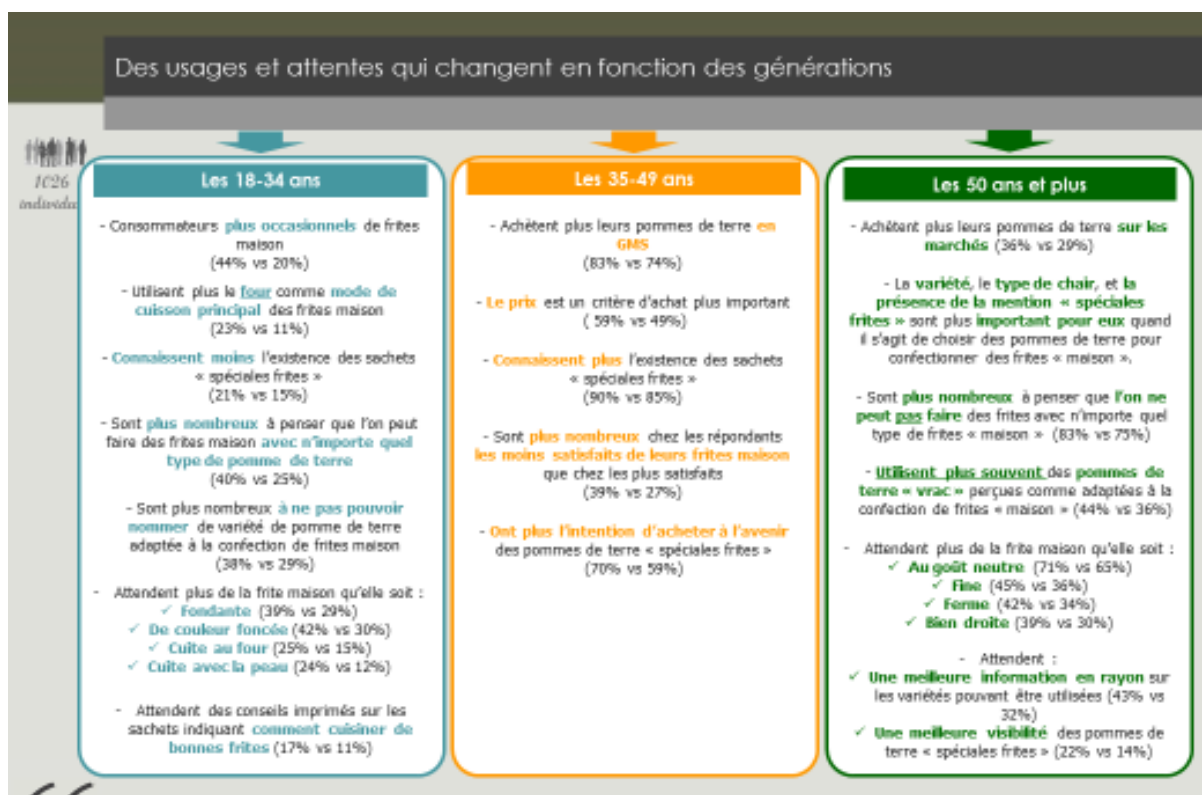 Des usages et attentes qui changent en fonction des générations
1026
individus
Les 18-34 ans
- Consommateurs plus occasionnels de frites
maison
(44% vs 20%)
- Utilisent plus le four comme mode de
cuisson principal des frites maison
(23% vs 11%)
- Connaissent moins l'existence des sachets
« spéciales frites »
(21% vs 15%)
- Sont plus nombreux à penser que l'on peut
faire des frites maison avec n'importe quel
type de pomme de terre
(40% vs 25%)
- Sont plus nombreux à ne pas pouvoir
nommer de variété de pomme de terre
adaptée à la confection de frites maison
(38% vs 29%)
- Attendent plus de la frite maison qu'elle soit :
✓ Fondante (39% vs 29%)
✓ De couleur foncée (42% vs 30%)
✓ Cuite au four (25% vs 15%)
✓ Cuite avec la peau (24% vs 12%)
- Attendent des conseils imprimés sur les
sachets indiquant comment cuisiner de
bonnes frites (17% vs 11%)
Les 35-49 ans
- Achètent plus leurs pommes de terre en
GMS
(83% vs 74%)
- Le prix est un critère d'achat plus important
( 59% vs 49%)
- Connaissent plus l'existence des sachets
« spéciales frites »
(90% vs 85%)
- Sont plus nombreux chez les répondants
les moins satisfaits de leurs frites maison
que chez les plus satisfaits
(39% vs 27%)
- Ont plus l'intention d'acheter à l'avenir
des pommes de terre « spéciales frites »
(70% vs 59%)
Les 50 ans et plus
- Achètent plus leurs pommes de terre sur les
marchés (36% vs 29%)
- La variété, le type de chair, et la
présence de la mention « spéciales
frites » sont plus important pour eux quand
il s'agit de choisir des pommes de terre pour
confectionner des frites « maison ».
- Sont plus nombreux à penser que l'on ne
peut pas faire des frites avec n'importe quel
type de frites « maison » (83% vs 75%)
- Utilisent plus souvent des pommes de
terre « vrac » perçues comme adaptées à la
confection de frites « maison » (44% vs 36%)
- Attendent plus de la frite maison qu'elle soit :
✓ Au goût neutre (71% vs 65%)
✓ Fine (45% vs 36%)
✓ Ferme (42% vs 34%)
✓ Bien droite (39% vs 30%)
- Attendent :
✓ Une meilleure information en rayon sur
les variétés pouvant être utilisées (43% vs
32%)
✓ Une meilleure visibilité des pommes de
terre « spéciales frites » (22% vs 14%)